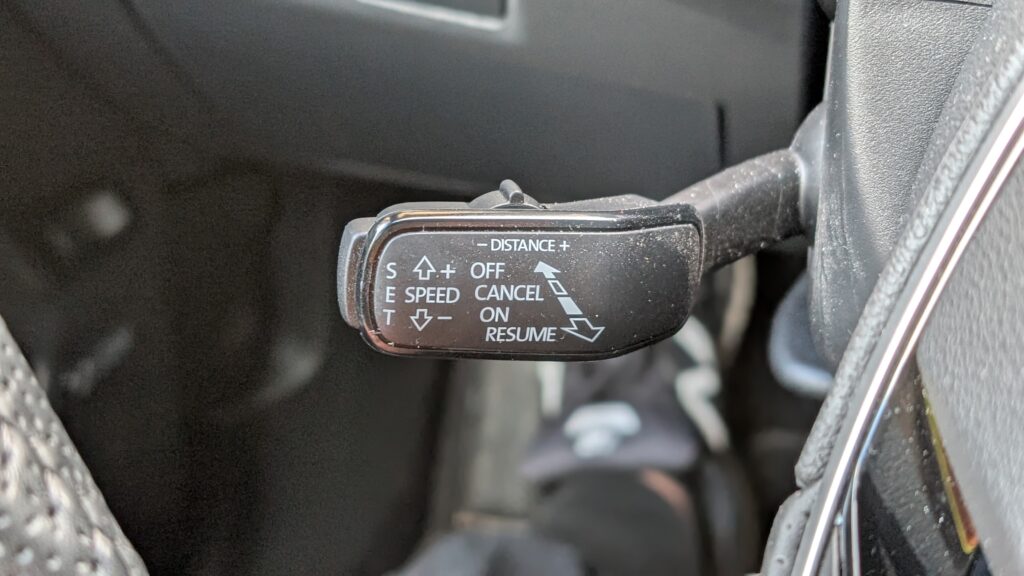 − DISTANCE +
S + OFF
E SPEED CANCEL
T − ON
RESUME